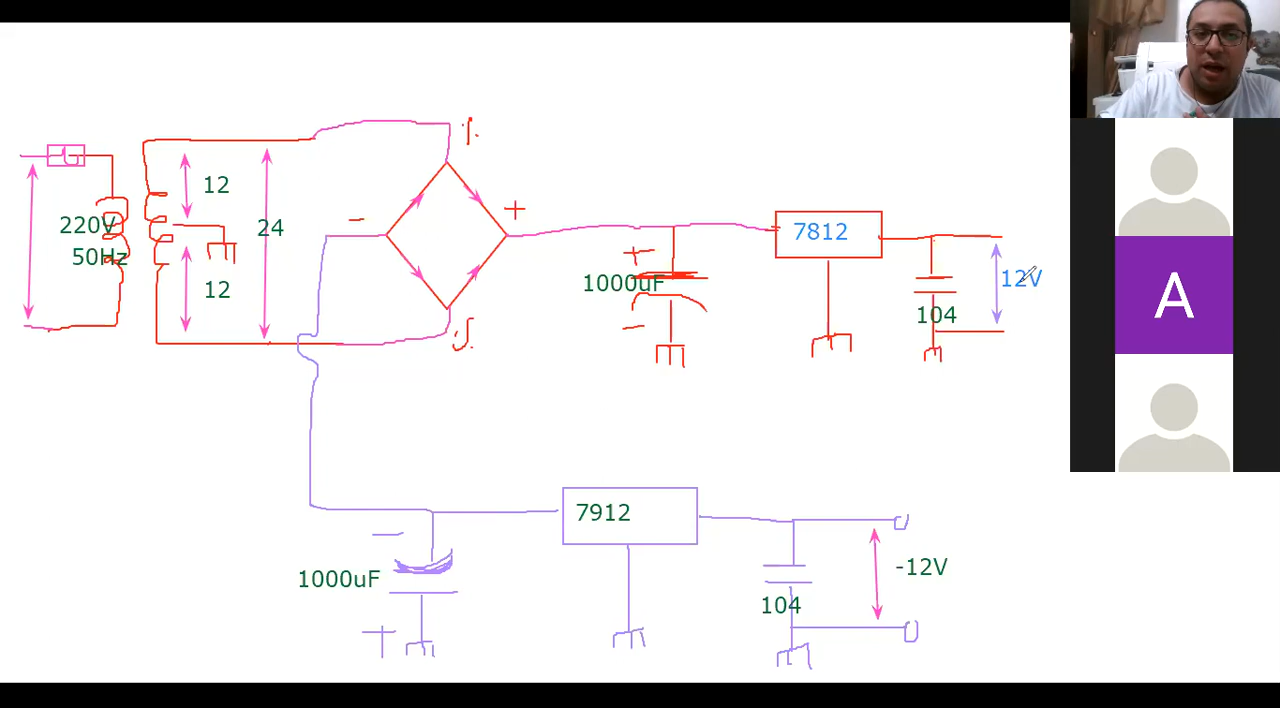 12
220V
50Hz
24
12
-
+
+
1000uF
-
7812
12V
104
-
1000uF
+
7912
104
-12V
A